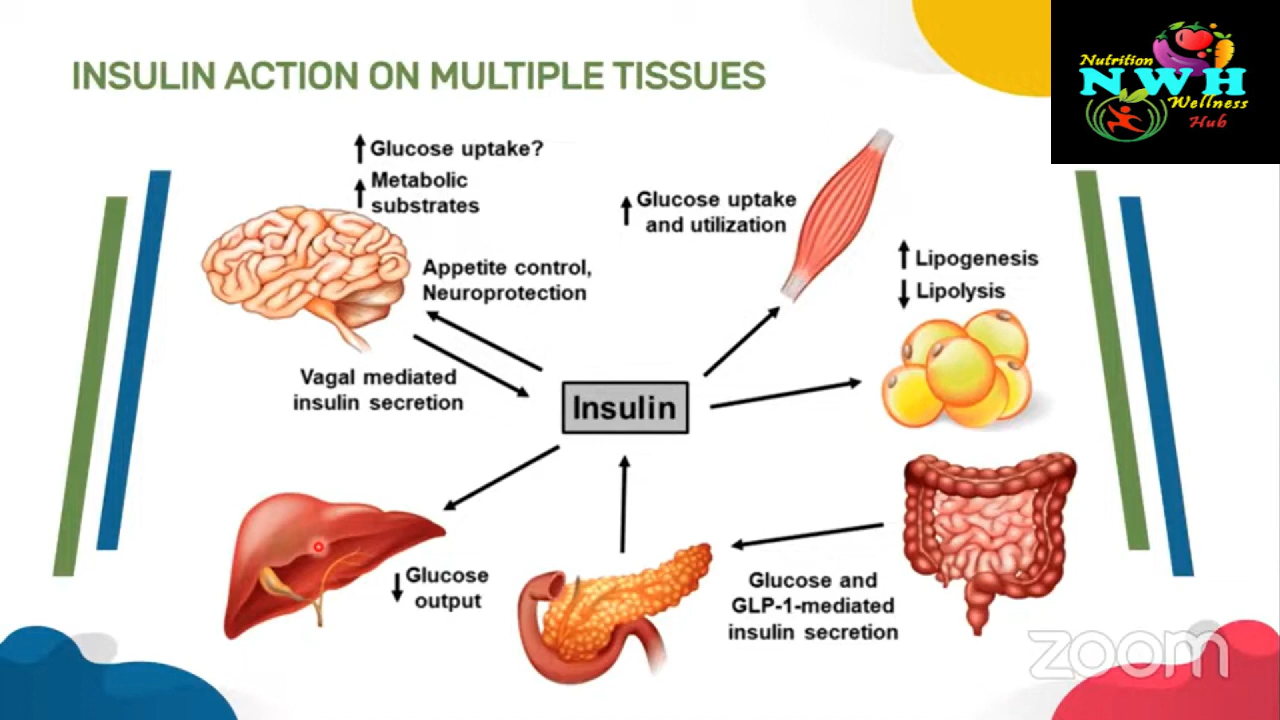 INSULIN ACTION ON MULTIPLE TISSUES
Nutrition
NWH
Wellness
Hub
Glucose uptake?
Metabolic
substrates
Glucose uptake
and utilization
Lipogenesis
Lipolysis
Appetite control,
Neuroprotection
Vagal mediated
insulin secretion
Insulin
Glucose
output
Glucose and
GLP-1-mediated
insulin secretion
zoom